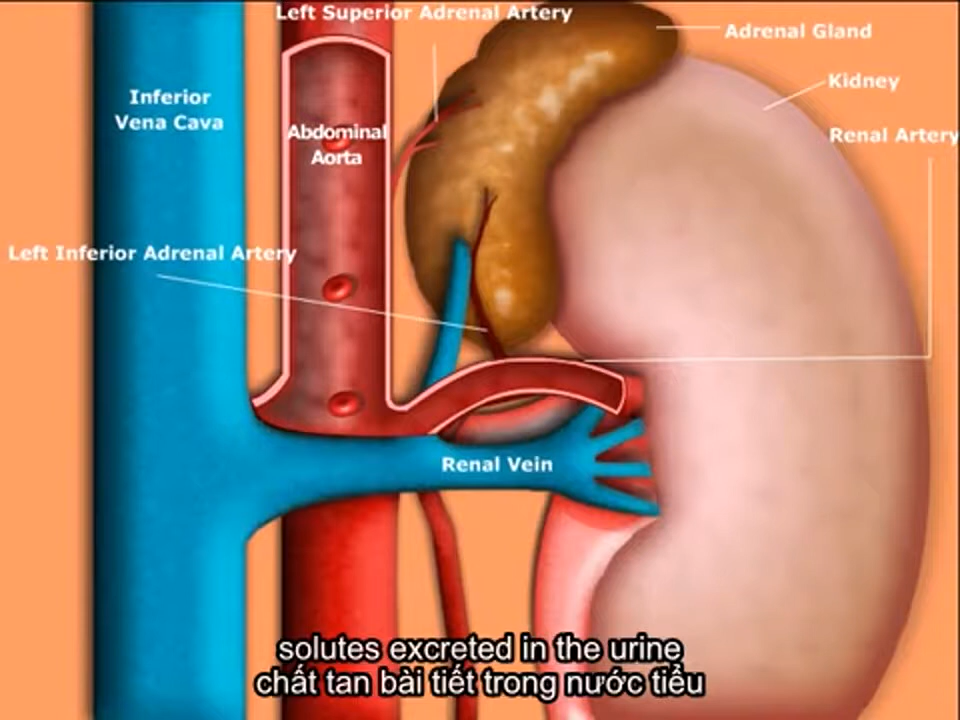 Left Superior Adrenal Artery
Adrenal Gland
Kidney
Inferior
Vena Cava
Abdominal
Aorta
Renal Artery
Left Inferior Adrenal Artery
Renal Vein
solutes excreted in the urine
chất tan bài tiết trong nước tiểu